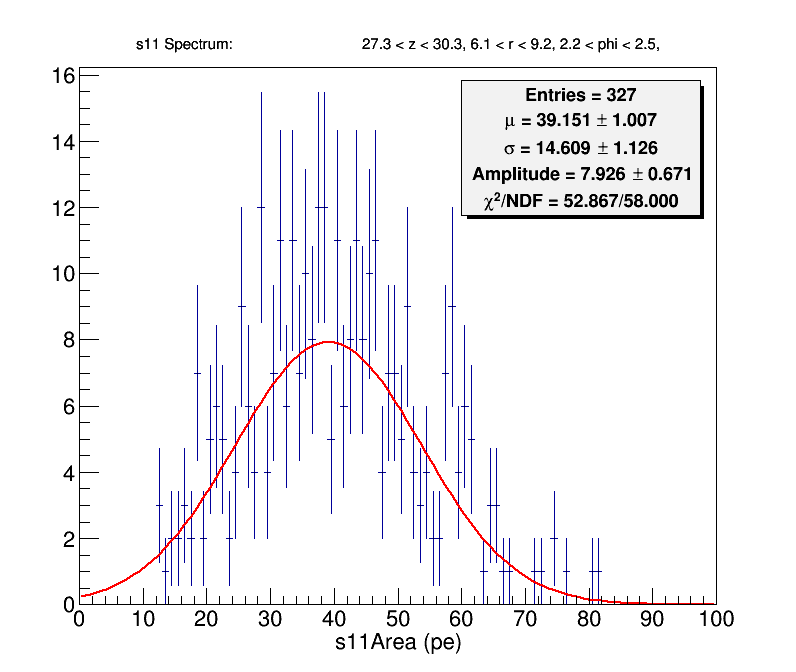 s11 Spectrum: 27.3 < z < 30.3, 6.1 < r < 9.2, 2.2 < phi < 2.5,
Entries = 327
μ = 39.151 ± 1.007
σ = 14.609 ± 1.126
Amplitude = 7.926 ± 0.671
χ²/NDF = 52.867/58.000
16
14
12
10
8
6
4
2
0
0 10 20 30 40 50 60 70 80 90 100
s11Area (pe)